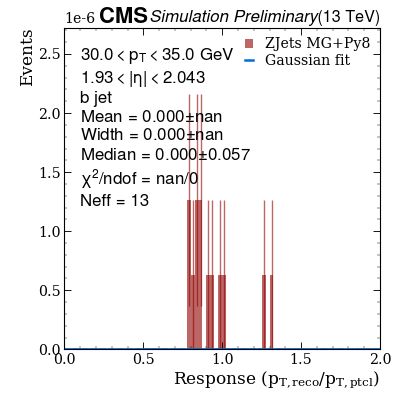 1e-6 CMS Simulation Preliminary (13 TeV)
Events
2.5
2.0
1.5
1.0
0.5
0.0
30.0 < p_T < 35.0 GeV
1.93 < |η| < 2.043
b jet
Mean = 0.000±nan
Width = 0.000±nan
Median = 0.000±0.057
χ²/ndof = nan/0
Neff = 13
ZJets MG+Py8
Gaussian fit
0.0 0.5 1.0 1.5 2.0
Response (p_T,reco/p_T,ptcl)